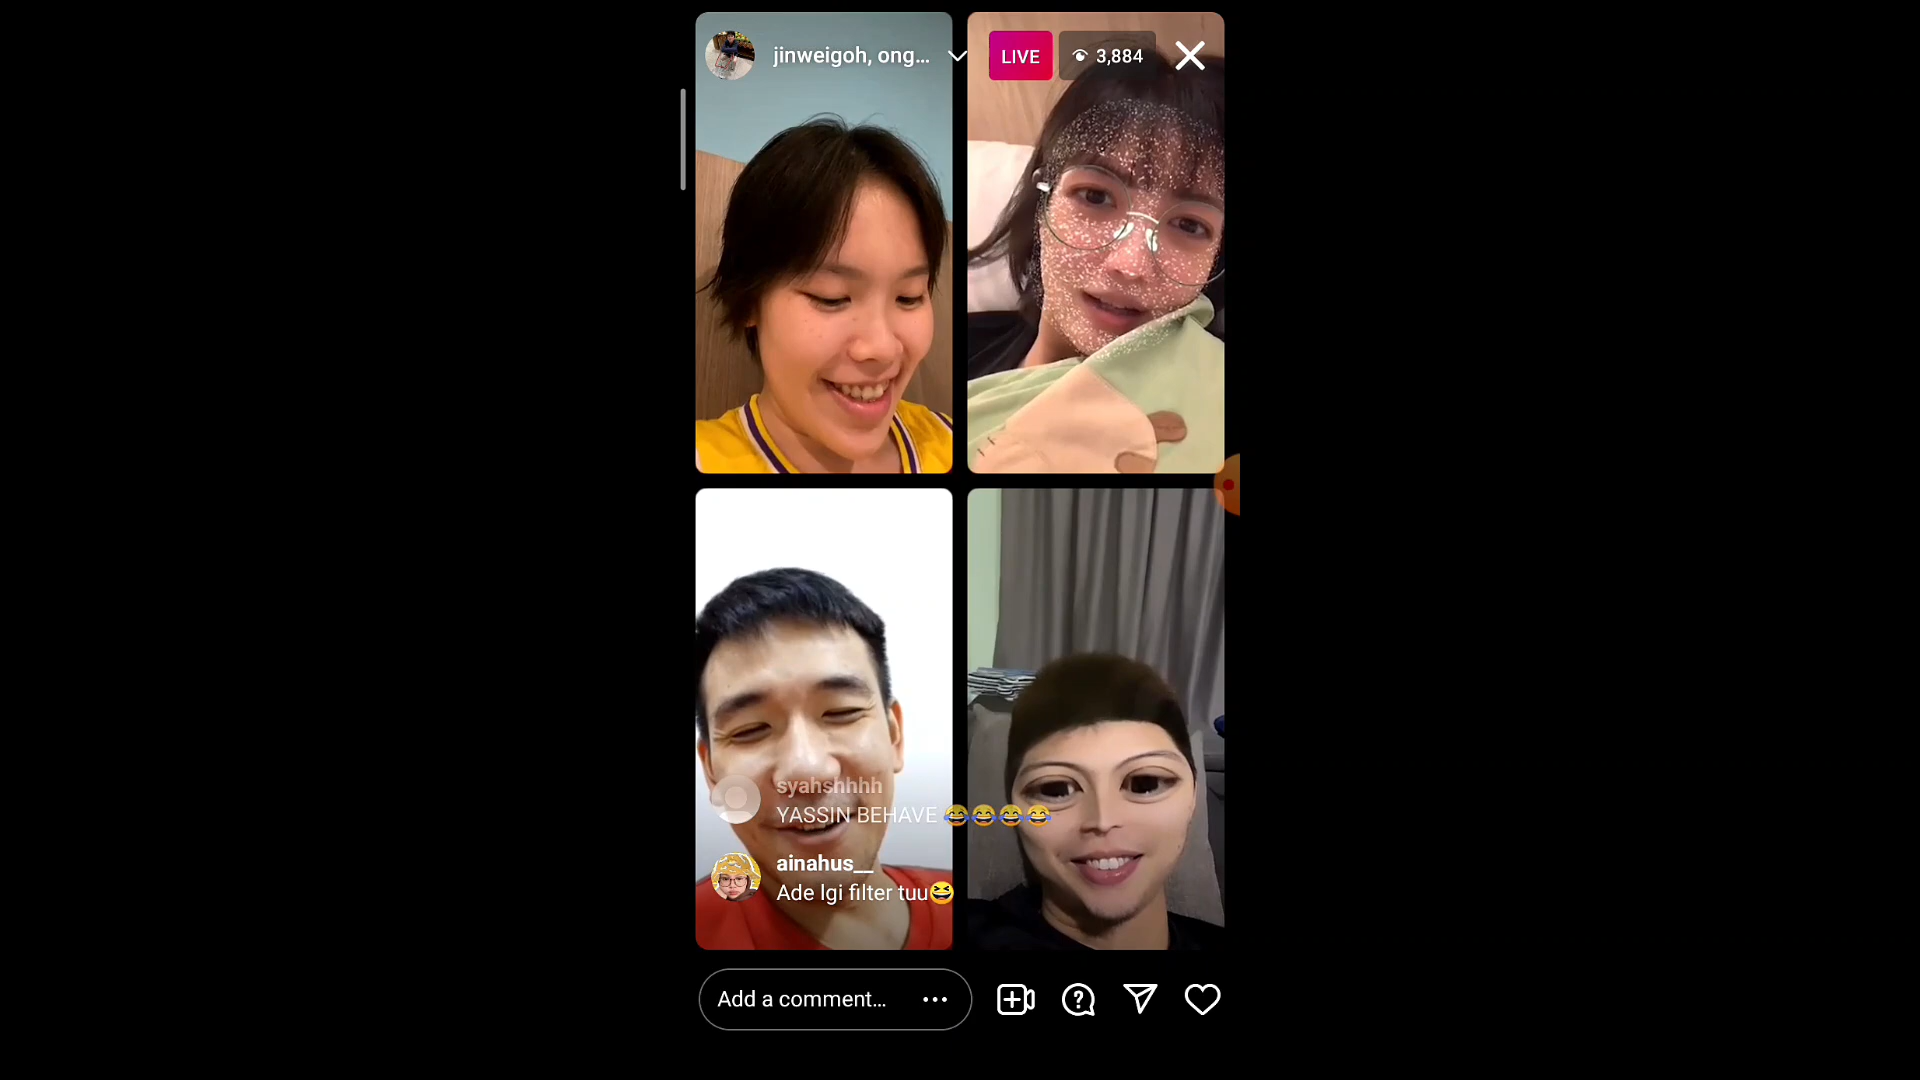 jinweigoh, ong...
LIVE
3,884
syahshhhh
YASSIN BEHAVE 😂😂😂😂
ainahus__
Ade lgi filter tuu😆
Add a comment...